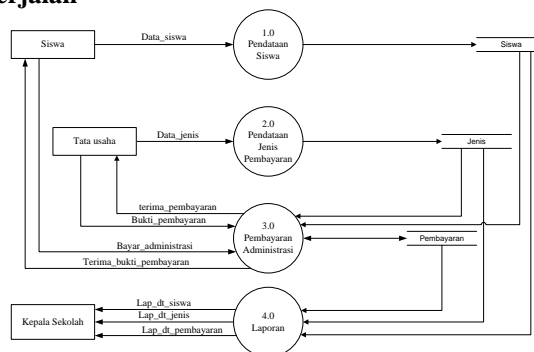 Siswa
Data_siswa
1.0
Pendataan
Siswa
Siswa
Tata usaha
Data_jenis
2.0
Pendataan
Jenis
Pembayaran
Jenis
terima_pembayaran
Bukti_pembayaran
Bayar_administrasi
Terima_bukti_pembayaran
3.0
Pembayaran
Administrasi
Pembayaran
Kepala Sekolah
Lap_dt_siswa
Lap_dt_jenis
Lap_dt_pembayaran
4.0
Laporan